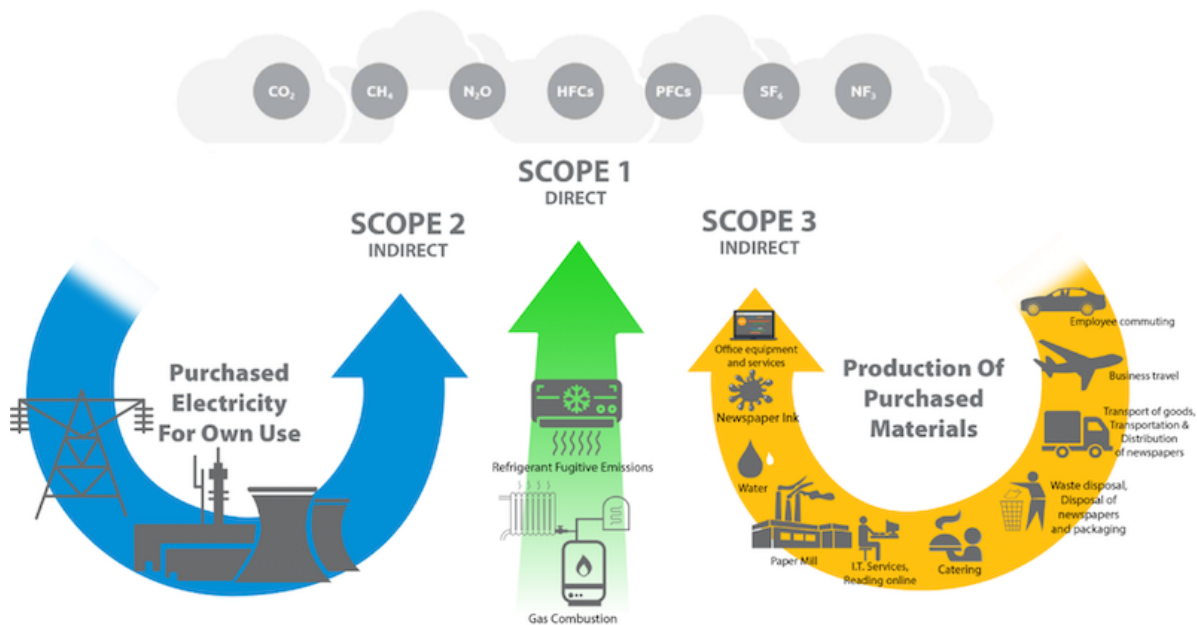 CO₂ CH₄ N₂O HFCs PFCs SF₆ NF₃
SCOPE 1
DIRECT
SCOPE 2
INDIRECT
SCOPE 3
INDIRECT
Purchased
Electricity
For Own Use
Refrigerant Fugitive Emissions
Gas Combustion
Production Of
Purchased
Materials
Office equipment
and services
Newspaper Ink
Water
Paper Mill
I.T. Services,
Reading online
Catering
Waste disposal,
Disposal of
newspapers
and packaging
Transport of goods,
Transportation &
Distribution
of newspapers
Business travel
Employee commuting